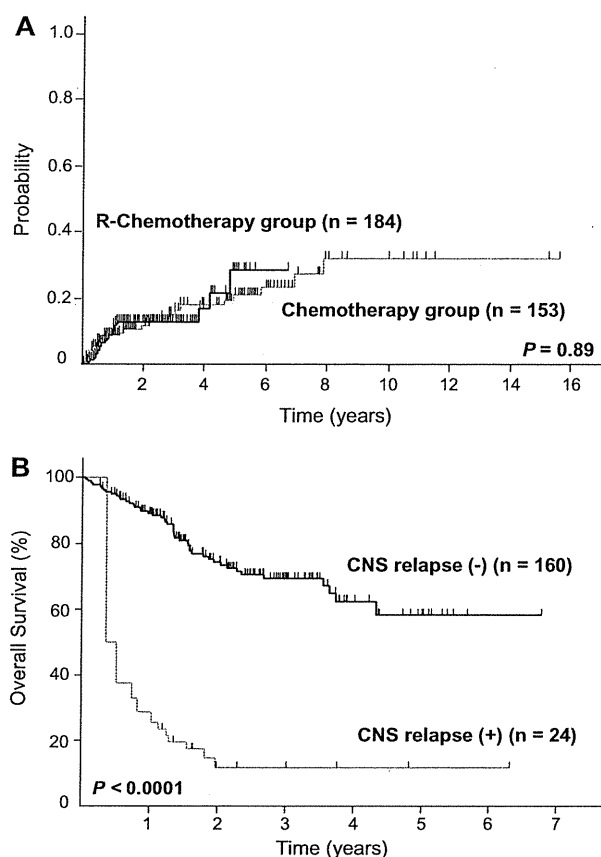 A
1.0
0.8
0.6
0.4
0.2
0
Probability
R-Chemotherapy group (n = 184)
Chemotherapy group (n = 153)
P = 0.89
2 4 6 8 10 12 14 16
Time (years)
B
100
80
60
40
20
0
Overall Survival (%)
CNS relapse (-) (n = 160)
CNS relapse (+) (n = 24)
P < 0.0001
1 2 3 4 5 6 7
Time (years)